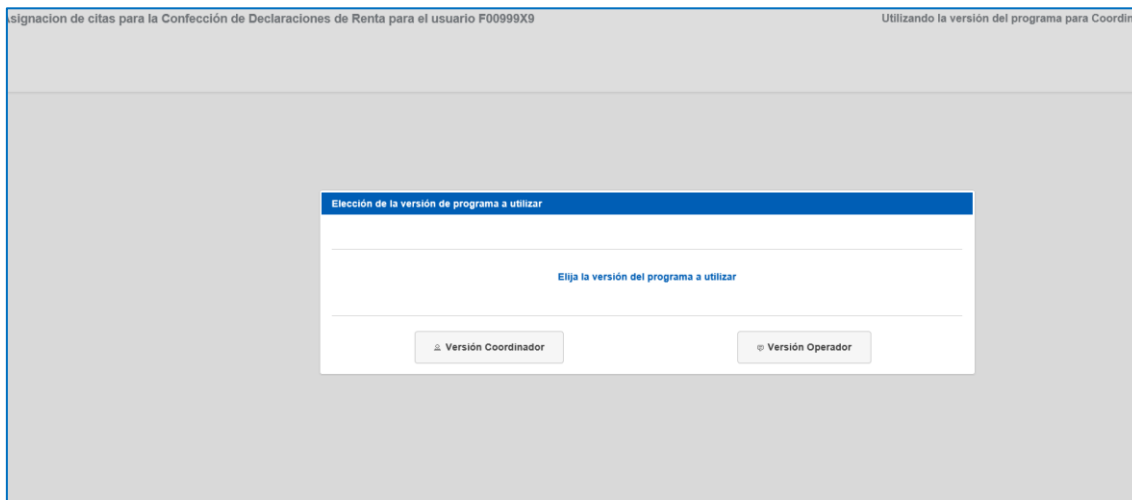 signacion de citas para la Confección de Declaraciones de Renta para el usuario F00999X9
Utilizando la versión del programa para Coordin
Elección de la versión de programa a utilizar
Elija la versión del programa a utilizar
Versión Coordinador
Versión Operador